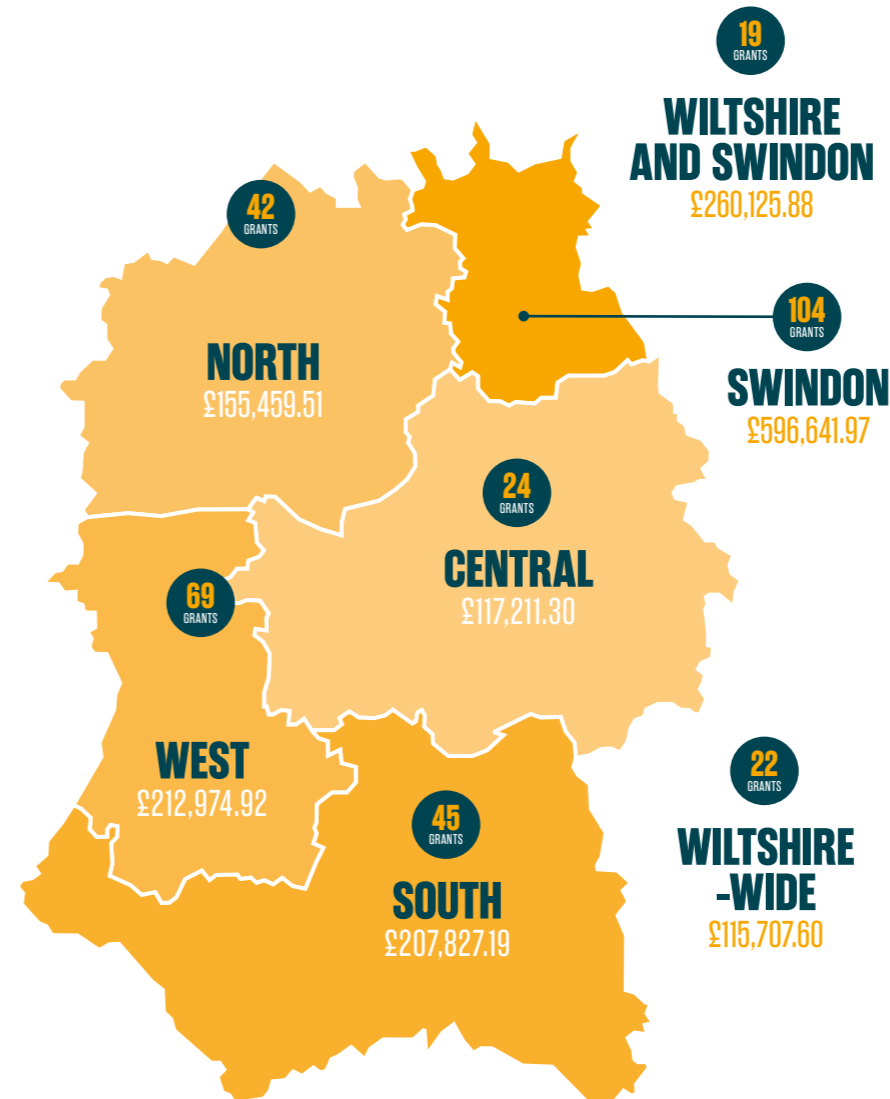 19
GRANTS
WILTSHIRE
AND SWINDON
£260,125.88
42
GRANTS
NORTH
£155,459.51
104
GRANTS
SWINDON
£596,641.97
24
GRANTS
CENTRAL
£117,211.30
69
GRANTS
WEST
£212,974.92
45
GRANTS
SOUTH
£207,827.19
22
GRANTS
WILTSHIRE
-WIDE
£115,707.60